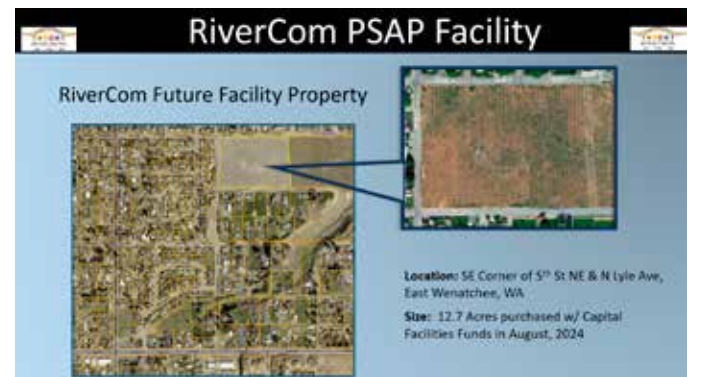 RiverCom PSAP Facility
RiverCom Future Facility Property
Location: SE Corner of 5th St NE & N Lyle Ave,
East Wenatchee, WA
Size: 12.7 Acres purchased w/ Capital
Facilities Funds in August, 2024